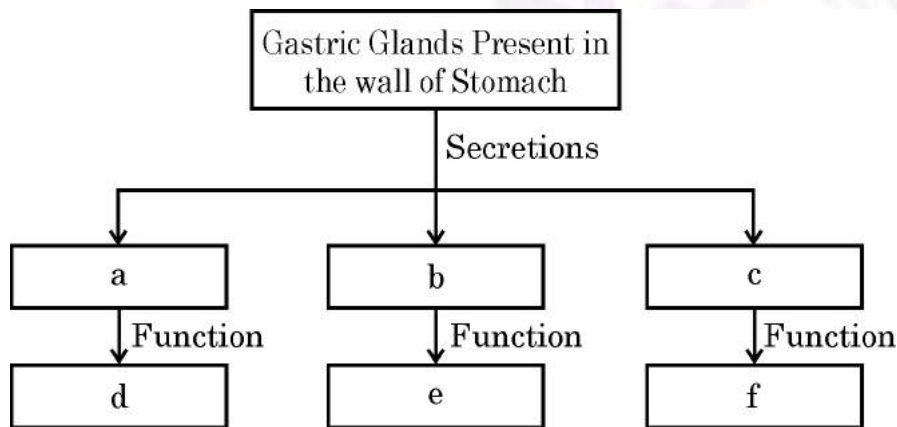 Gastric Glands Present in
the wall of Stomach
Secretions
a
b
c
Function
Function
Function
d
e
f